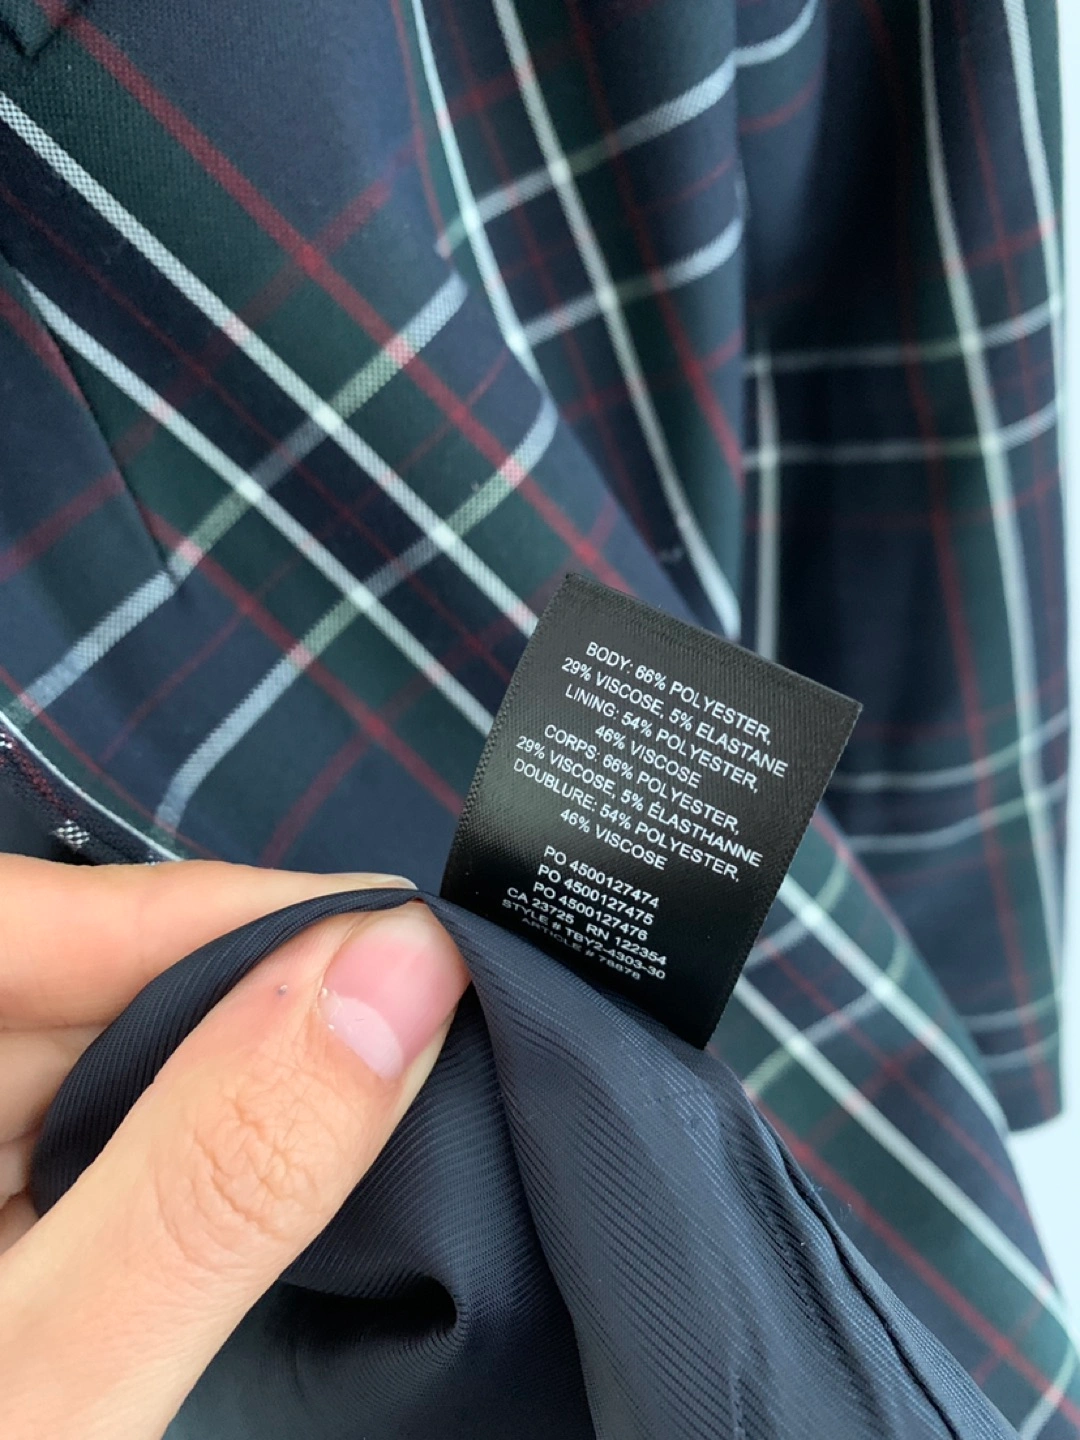 BODY: 66% POLYESTER,
29% VISCOSE, 5% ELASTANE
LINING: 54% POLYESTER,
46% VISCOSE
CORPS: 66% POLYESTER,
29% VISCOSE, 5% ÉLASTHANNE
DOUBLURE: 54% POLYESTER,
46% VISCOSE
PO 4500127474
PO 4500127475
PO 4500127476
CA 23725 RN 122354
STYLE # TBY2-4303-30
ARTICLE # 78878